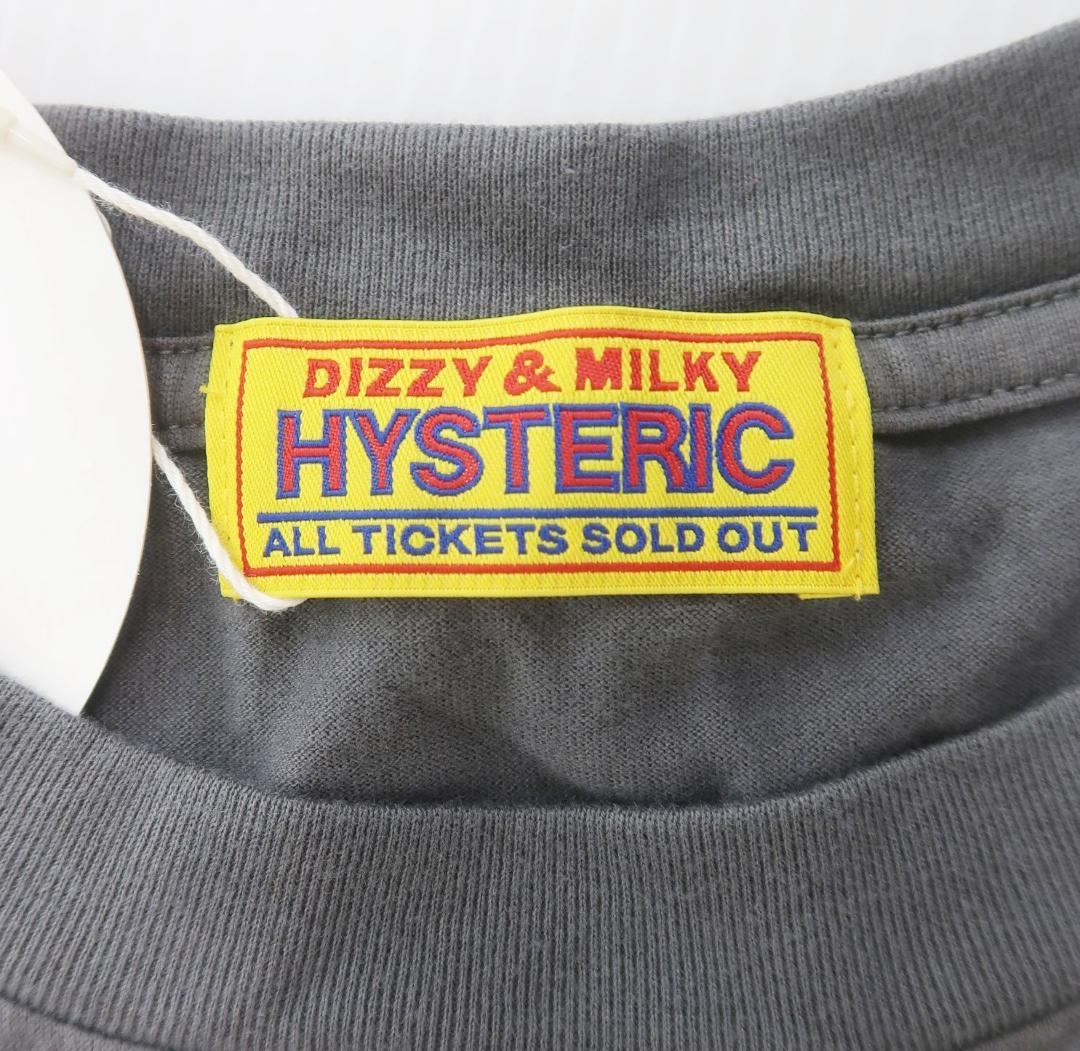 DIZZY & MILKY
HYSTERIC
ALL TICKETS SOLD OUT